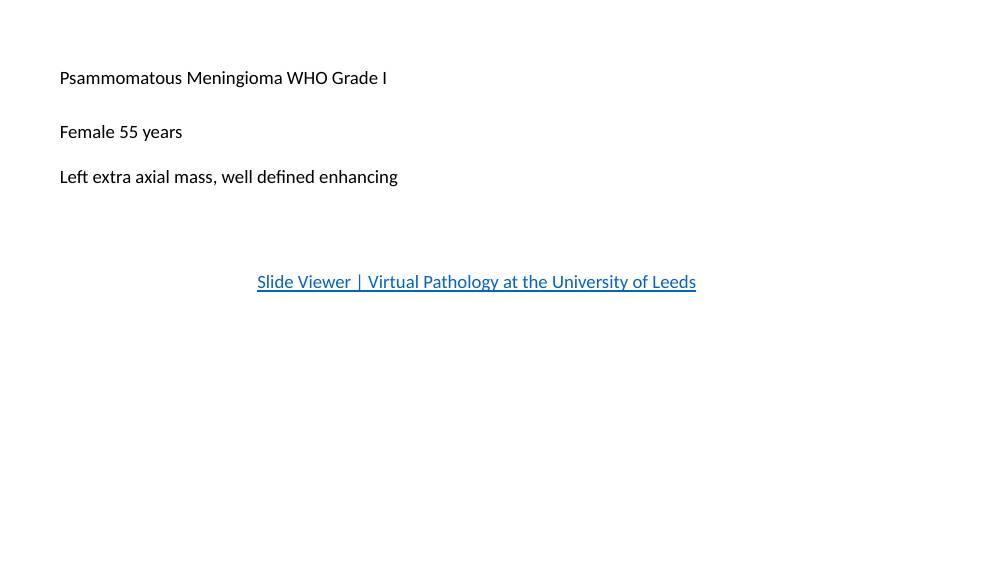 Psammomatous Meningioma WHO Grade I
Female 55 years
Left extra axial mass, well defined enhancing
Slide Viewer | Virtual Pathology at the University of Leeds